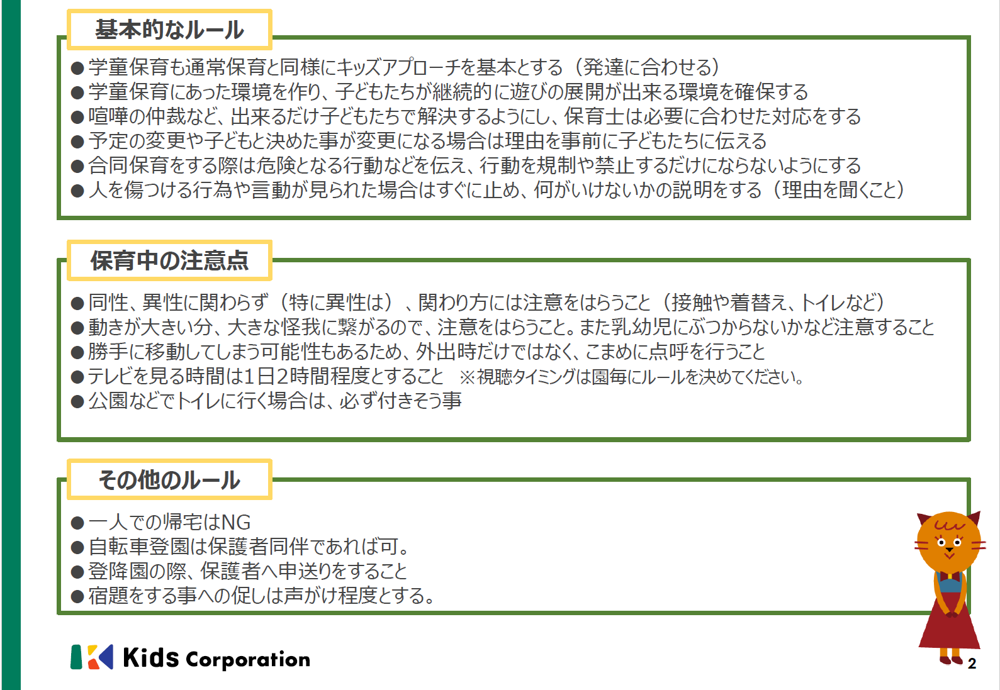 基本的なルール
●学童保育も通常保育と同様にキッズアプローチを基本とする（発達に合わせる）
●学童保育にあった環境を作り、子どもたちが継続的に遊びの展開が出来る環境を確保する
●喧嘩の仲裁など、出来るだけ子どもたちで解決するようにし、保育士は必要に合わせた対応をする
●予定の変更や子どもと決めた事が変更になる場合は理由を事前に子どもたちに伝える
●合同保育をする際は危険となる行動などを伝え、行動を規制や禁止するだけにならないようにする
●人を傷つける行為や言動が見られた場合はすぐに止め、何がいけないかの説明をする（理由を聞くこと）
保育中の注意点
●同性、異性に関わらず（特に異性は）、関わり方には注意をはらうこと（接触や着替え、トイレなど）
●動きが大きい分、大きな怪我に繋がるので、注意をはらうこと。また乳幼児にぶつからないかなど注意すること
●勝手に移動してしまう可能性もあるため、外出時だけではなく、こまめに点呼を行うこと
●テレビを見る時間は1日2時間程度とすること　※視聴タイミングは園毎にルールを決めてください。
●公園などでトイレに行く場合は、必ず付きそう事
その他のルール
●一人での帰宅はNG
●自転車登園は保護者同伴であれば可。
●登降園の際、保護者へ申送りをすること
●宿題をする事への促しは声がけ程度とする。
Kids Corporation
2